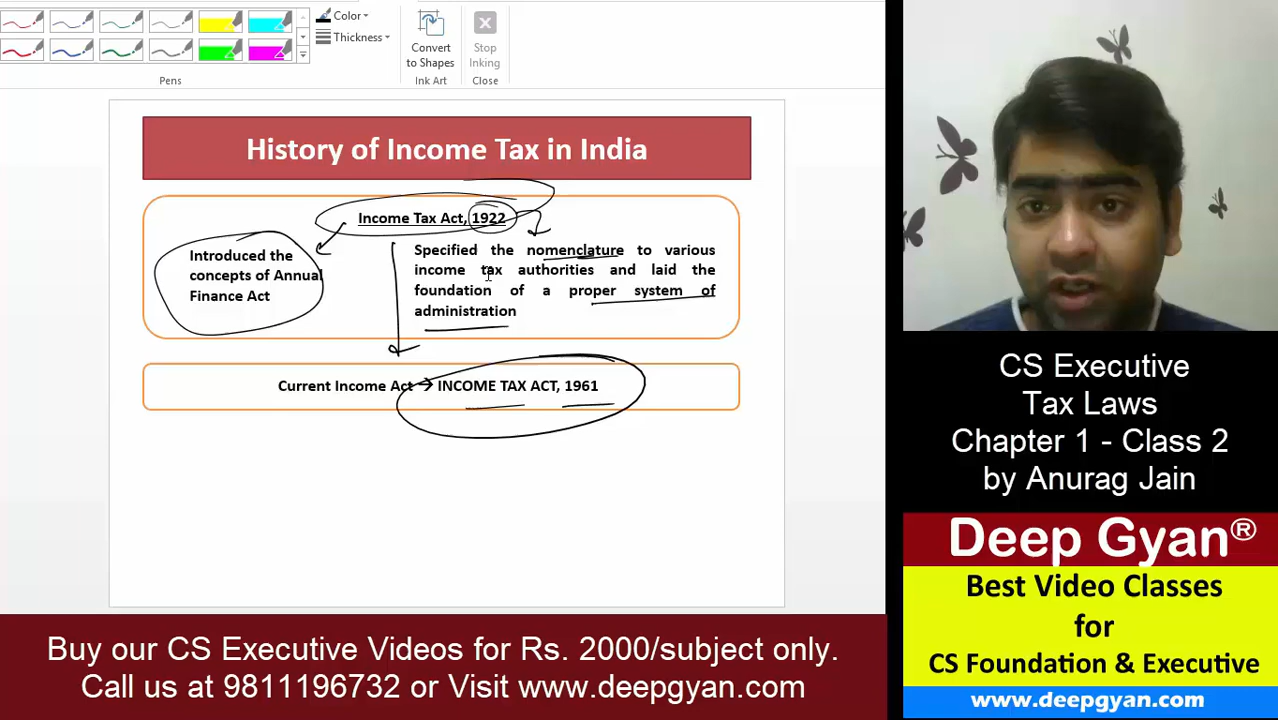 Color
Thickness
Convert
to Shapes
Stop
Inking
Pens
Ink Art
Close
History of Income Tax in India
Income Tax Act, 1922
Introduced the
concepts of Annual
Finance Act
Specified the nomenclature to various
income tax authorities and laid the
foundation of a proper system of
administration
Current Income Act → INCOME TAX ACT, 1961
CS Executive
Tax Laws
Chapter 1 - Class 2
by Anurag Jain
Deep Gyan®
Best Video Classes
for
CS Foundation & Executive
www.deepgyan.com
Buy our CS Executive Videos for Rs. 2000/subject only.
Call us at 9811196732 or Visit www.deepgyan.com